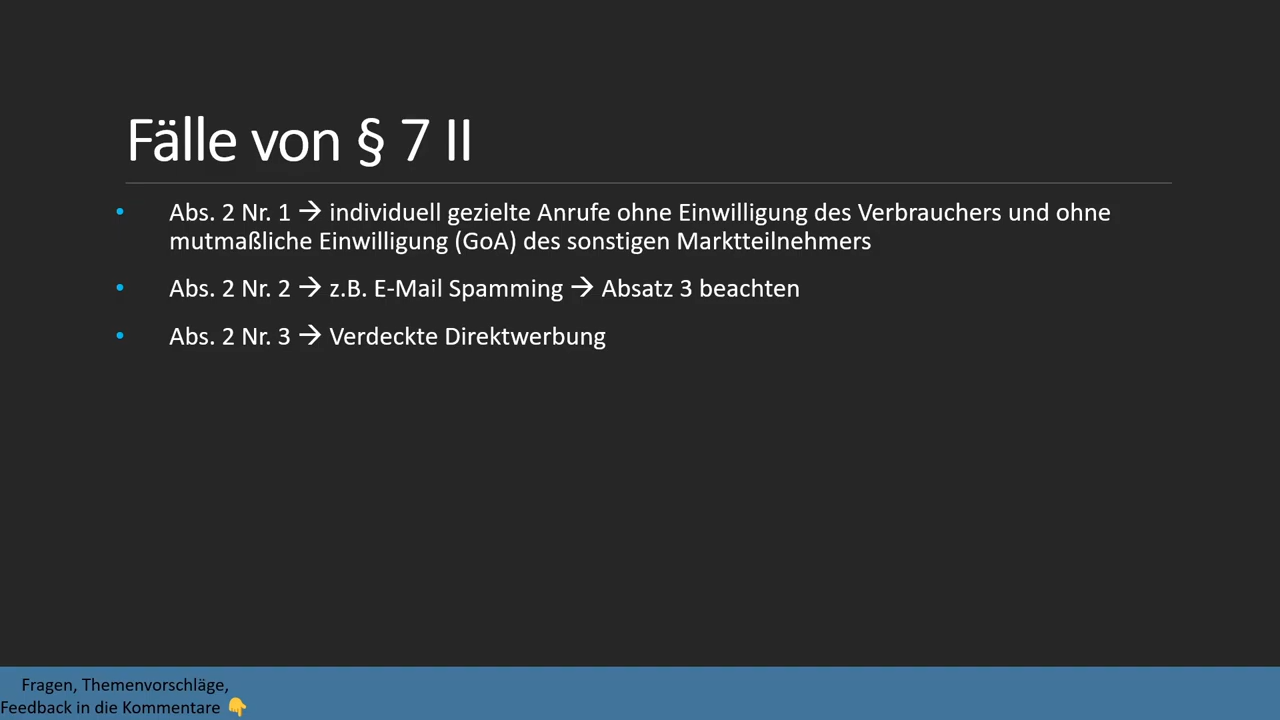 Fälle von § 7 II
• Abs. 2 Nr. 1 → individuell gezielte Anrufe ohne Einwilligung des Verbrauchers und ohne
mutmaßliche Einwilligung (GoA) des sonstigen Marktteilnehmers
• Abs. 2 Nr. 2 → z.B. E-Mail Spamming → Absatz 3 beachten
• Abs. 2 Nr. 3 → Verdeckte Direktwerbung
Fragen, Themenvorschläge,
Feedback in die Kommentare 👇